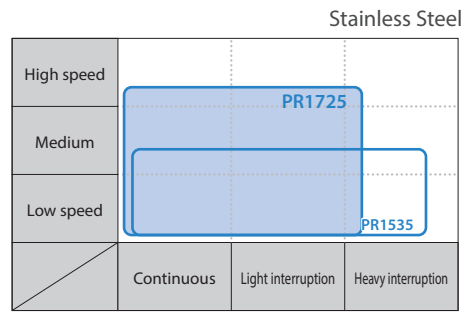 Stainless Steel
High speed
PR1725
Medium
Low speed
PR1535
Continuous
Light interruption
Heavy interruption